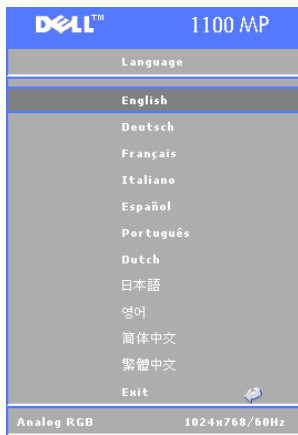 DELL™ 1100 MP
Language
English
Deutsch
Français
Italiano
Español
Português
Dutch
日本語
영어
简体中文
繁體中文
Exit
Analog RGB 1024x768/60Hz